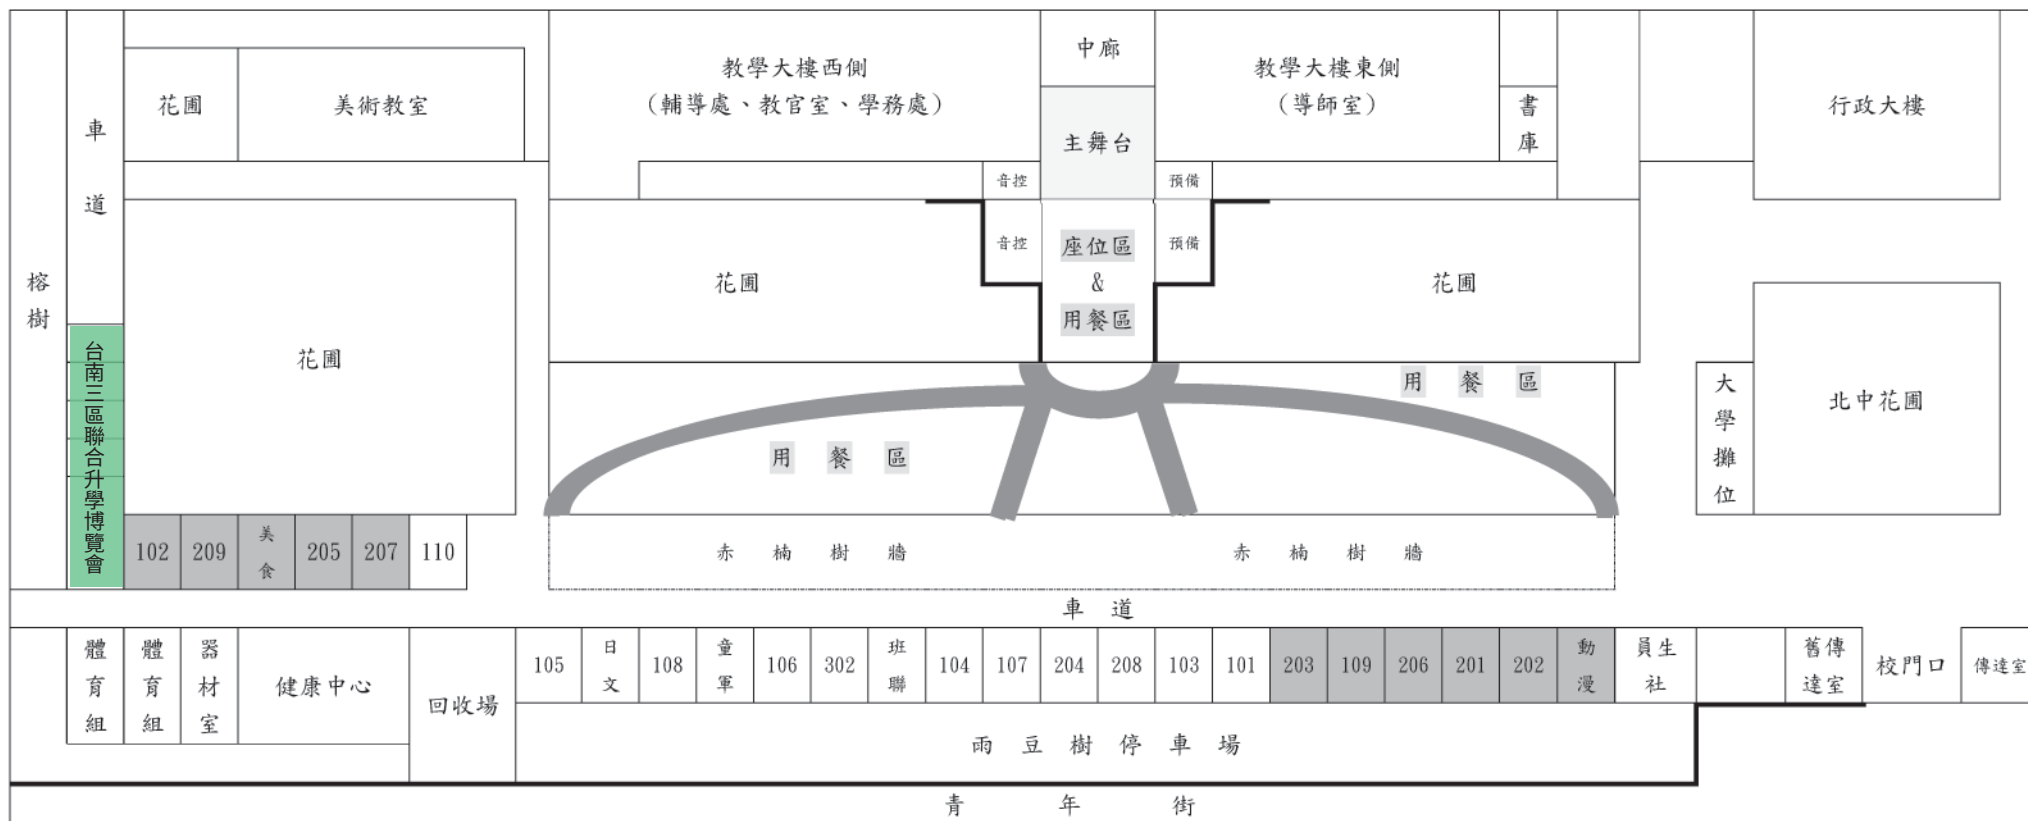 中廊
教學大樓西側
（輔導處、教官室、學務處）
教學大樓東側
（導師室）
花圃
美術教室
書庫
行政大樓
車道
主舞台
音控
預備
音控
座位區
&
用餐區
預備
榕樹
花圃
花圃
花圃
台南三區聯合升學博覽會
用餐區
用餐區
大學攤位
北中花圃
102
209
美食
205
207
110
赤楠樹牆
赤楠樹牆
車道
體育組
體育組
器材室
健康中心
回收場
105
日文
108
童軍
106
302
班聯
104
107
204
208
103
101
203
109
206
201
202
動漫
員生社
舊傳達室
校門口
傳達室
雨豆樹停車場
青年街